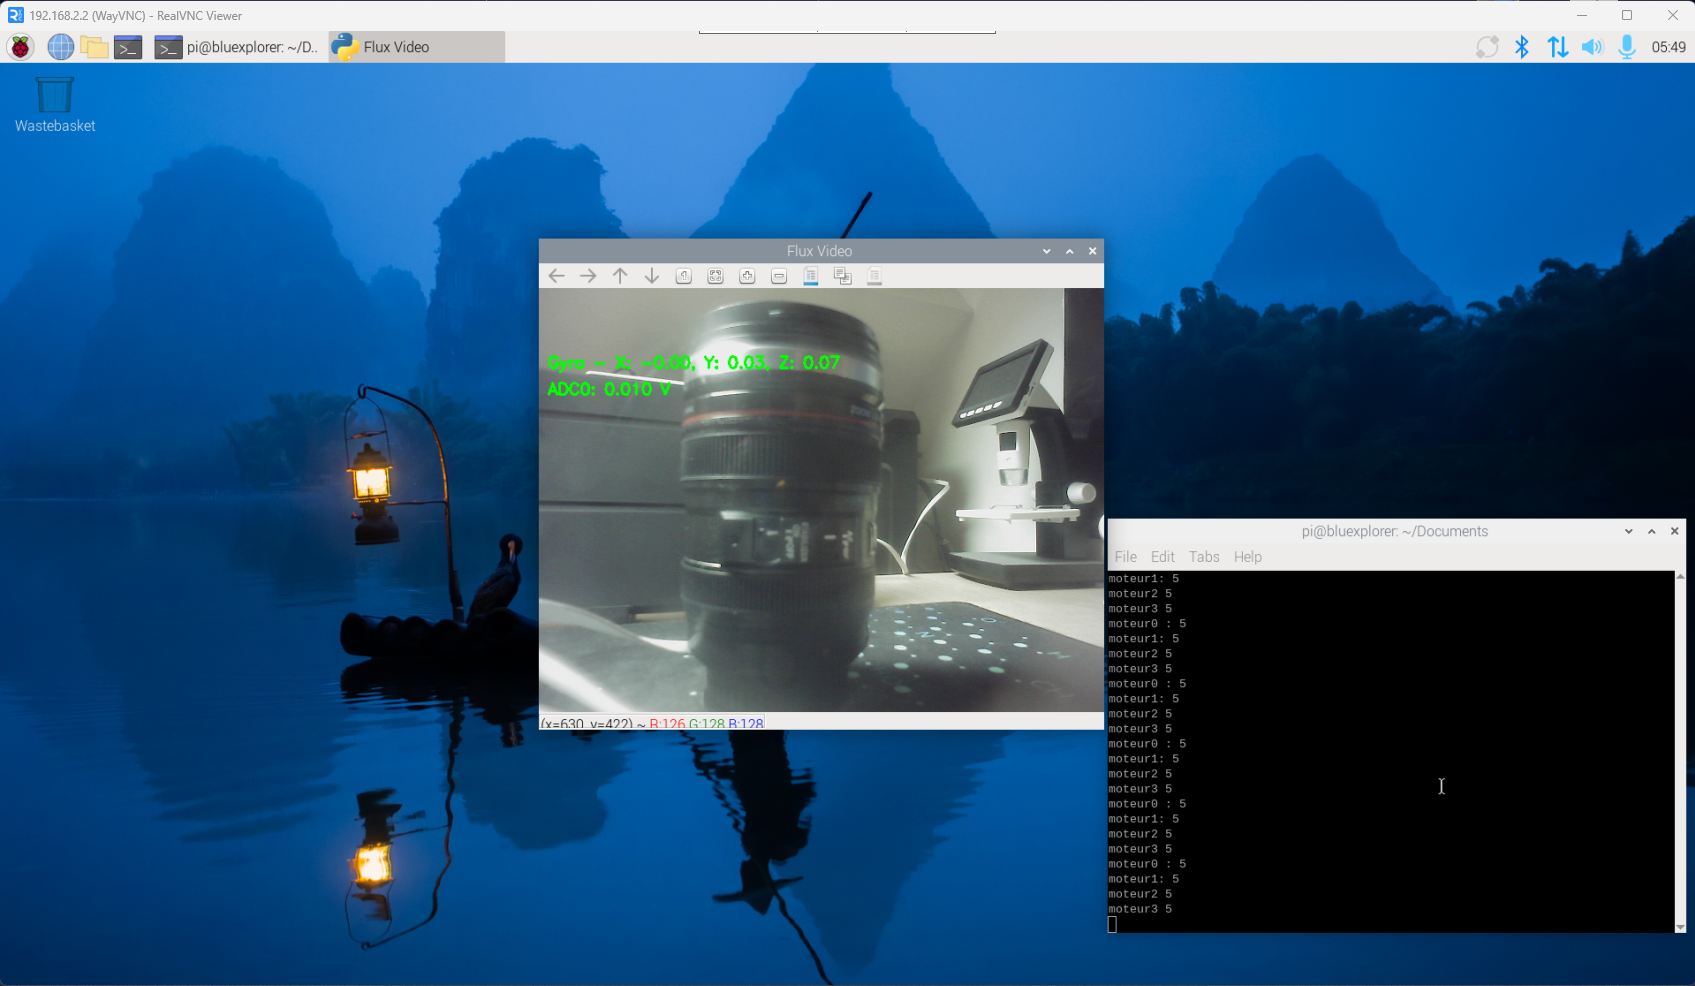 192.168.2.2 (WayVNC) - RealVNC Viewer
pi@bluexplorer: ~/D..
Flux Video
05:49
Wastebasket
Flux Video
Gyro - X: -0.00, Y: 0.03, Z: 0.07
ADC0: 0.010 V
ZOOM
(x=630, y=422) ~ R:126 G:128 B:128
pi@bluexplorer: ~/Documents
File Edit Tabs Help
moteur1: 5
moteur2 5
moteur3 5
moteur0 : 5
moteur1: 5
moteur2 5
moteur3 5
moteur0 : 5
moteur1: 5
moteur2 5
moteur3 5
moteur0 : 5
moteur1: 5
moteur2 5
moteur3 5
moteur0 : 5
moteur1: 5
moteur2 5
moteur3 5
moteur0 : 5
moteur1: 5
moteur2 5
moteur3 5